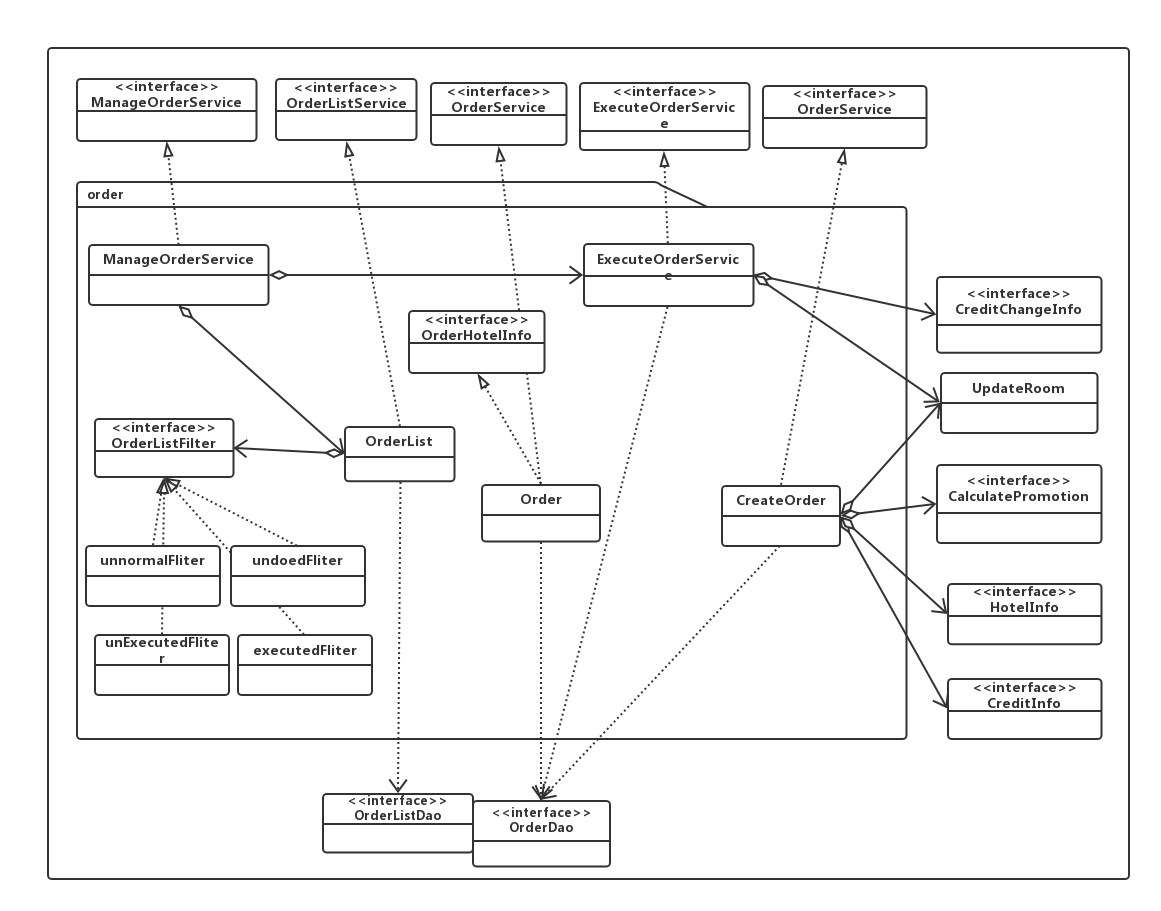 <<interface>>
ManageOrderService
<<interface>>
OrderListService
<<interface>>
OrderService
<<interface>>
ExecuteOrderServic
e
<<interface>>
OrderService
order
ManageOrderService
ExecuteOrderServic
e
<<interface>>
CreditChangeInfo
<<interface>>
OrderHotelInfo
UpdateRoom
<<interface>>
OrderListFilter
OrderList
Order
CreateOrder
<<interface>>
CalculatePromotion
unnormalFliter
undoedFliter
<<interface>>
HotelInfo
unExecutedFlite
r
executedFliter
<<interface>>
CreditInfo
<<interface>>
OrderListDao
<<interface>>
OrderDao